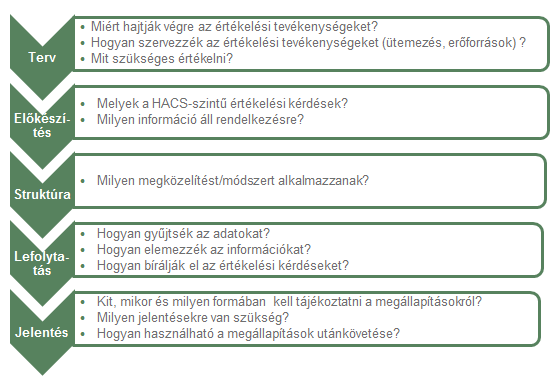 Terv
• Miért hajtják végre az értékelési tevékenységeket?
• Hogyan szervezzék az értékelési tevékenységeket (ütemezés, erőforrások) ?
• Mit szükséges értékelni?
Előkészí-
tés
• Melyek a HACS-szintű értékelési kérdések?
• Milyen információ áll rendelkezésre?
Struktúra
• Milyen megközelítést/módszert alkalmazzanak?
Lefolyta-
tás
• Hogyan gyűjtsék az adatokat?
• Hogyan elemezzék az információkat?
• Hogyan bírálják el az értékelési kérdéseket?
Jelentés
• Kit, mikor és milyen formában kell tájékoztatni a megállapításokról?
• Milyen jelentésekre van szükség?
• Hogyan használható a megállapítások utánkövetése?